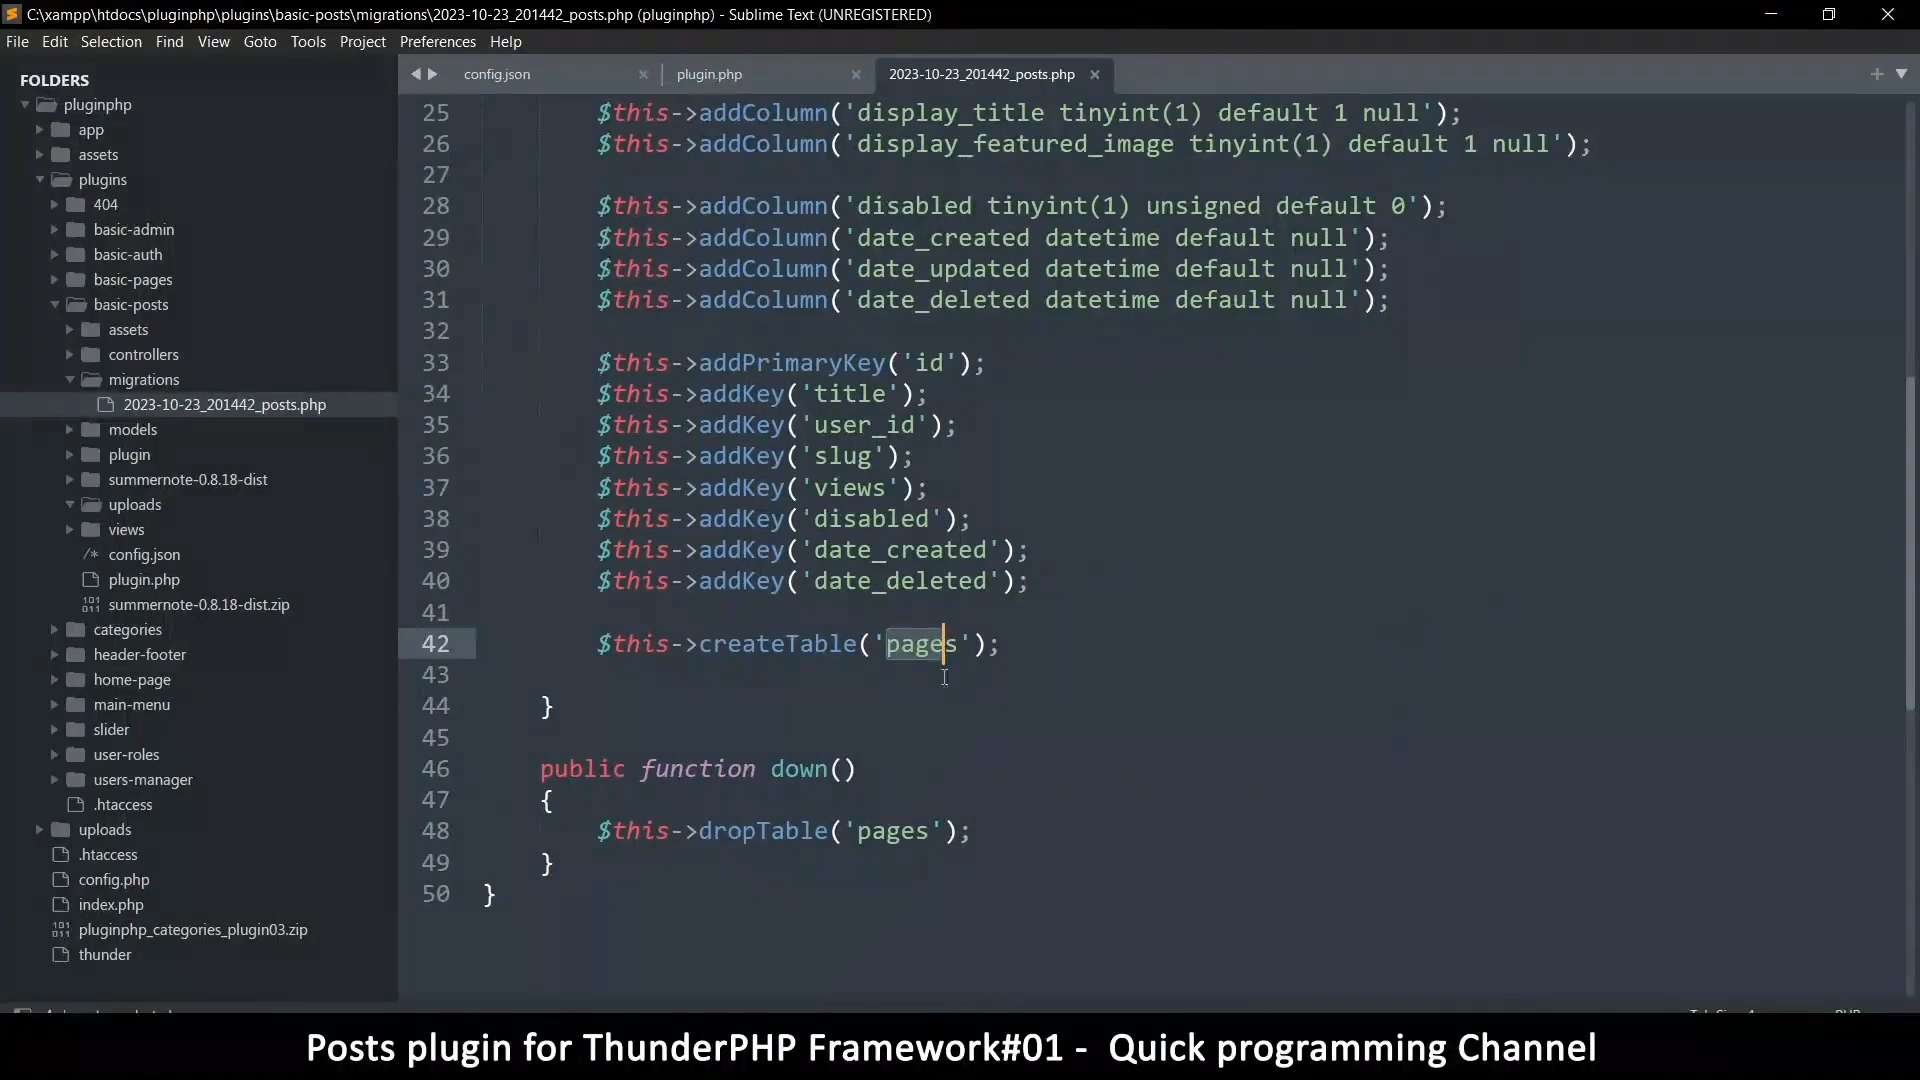 C:\xampp\htdocs\pluginphp\plugins\basic-posts\migrations\2023-10-23_201442_posts.php (pluginphp) - Sublime Text (UNREGISTERED)
File Edit Selection Find View Goto Tools Project Preferences Help
FOLDERS
pluginphp
app
assets
plugins
404
basic-admin
basic-auth
basic-pages
basic-posts
assets
controllers
migrations
2023-10-23_201442_posts.php
models
plugin
summernote-0.8.18-dist
uploads
views
/* config.json
plugin.php
summernote-0.8.18-dist.zip
categories
header-footer
home-page
main-menu
slider
user-roles
users-manager
.htaccess
uploads
.htaccess
config.php
index.php
pluginphp_categories_plugin03.zip
thunder
config.json plugin.php 2023-10-23_201442_posts.php
25 $this->addColumn('display_title tinyint(1) default 1 null');
26 $this->addColumn('display_featured_image tinyint(1) default 1 null');
27
28 $this->addColumn('disabled tinyint(1) unsigned default 0');
29 $this->addColumn('date_created datetime default null');
30 $this->addColumn('date_updated datetime default null');
31 $this->addColumn('date_deleted datetime default null');
32
33 $this->addPrimaryKey('id');
34 $this->addKey('title');
35 $this->addKey('user_id');
36 $this->addKey('slug');
37 $this->addKey('views');
38 $this->addKey('disabled');
39 $this->addKey('date_created');
40 $this->addKey('date_deleted');
41
42 $this->createTable('pages');
43
44 }
45
46 public function down()
47 {
48 $this->dropTable('pages');
49 }
50 }
Posts plugin for ThunderPHP Framework#01 - Quick programming Channel